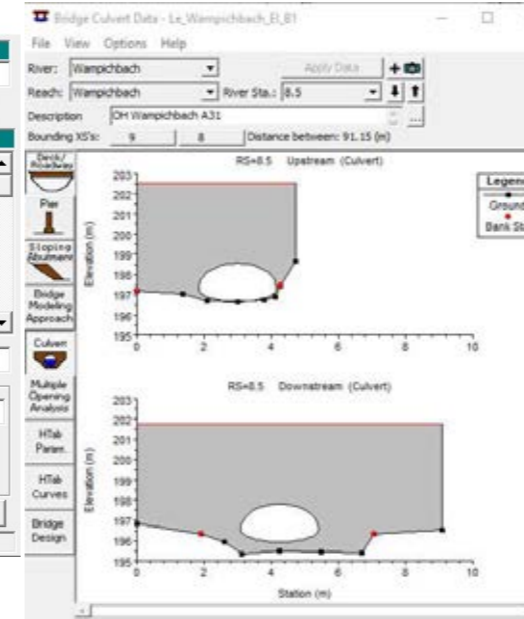 Bridge Culvert Data - Le_Wampichbach_EI_B1
File View Options Help
River: Wampichbach Apply Data
Reach: Wampichbach River Sta.: 8.5
Description OH Wampichbach A31 ...
Bounding XS's: 9 8 Distance between: 91.15 (m)
Deck/
Roadway
Pier
Sloping
Abutment
Bridge
Modeling
Approach
Culvert
Multiple
Opening
Analysis
HTab
Param.
HTab
Curves
Bridge
Design
RS=8.5 Upstream (Culvert)
Elevation (m)
203
202
201
200
199
198
197
196
195
0 2 4 6 8 10
Legend
Ground
Bank Sta
RS=8.5 Downstream (Culvert)
Elevation (m)
203
202
201
200
199
198
197
196
195
0 2 4 6 8 10
Station (m)